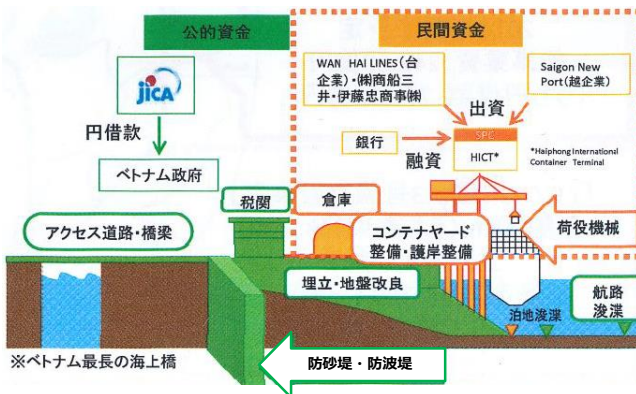 公的資金
民間資金
JICA
円借款
ベトナム政府
WAN HAI LINES（台
企業）・㈱商船三
井・伊藤忠商事㈱
Saigon New
Port（越企業）
出資
銀行
融資
SPC
HICT*
*Haiphong International
Container Terminal
税関
倉庫
アクセス道路・橋梁
コンテナヤード
整備・護岸整備
荷役機械
埋立・地盤改良
泊地浚渫
航路
浚渫
※ベトナム最長の海上橋
防砂堤・防波堤